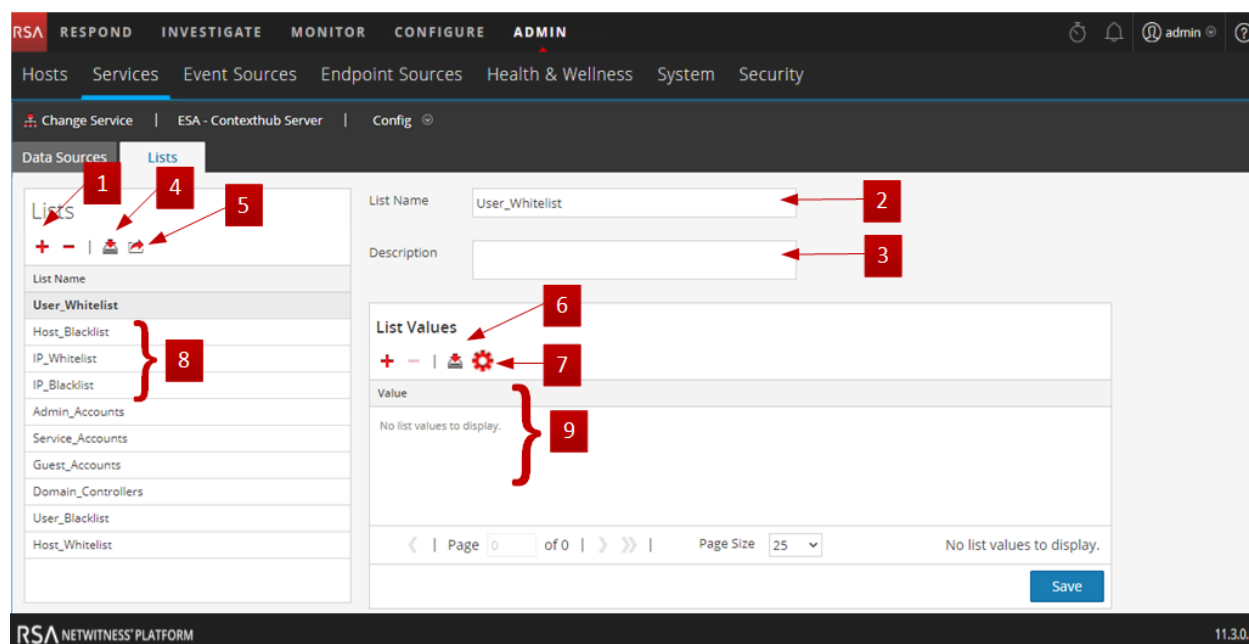 RSA RESPOND INVESTIGATE MONITOR CONFIGURE ADMIN admin ?
Hosts Services Event Sources Endpoint Sources Health & Wellness System Security
Change Service | ESA - Contexthub Server | Config
Data Sources Lists
1 4 5
Lists
List Name
User_Whitelist
Host_Blacklist
IP_Whitelist
IP_Blacklist
8
Admin_Accounts
Service_Accounts
Guest_Accounts
Domain_Controllers
User_Blacklist
Host_Whitelist
List Name User_Whitelist 2
Description 3
6
List Values
7
Value
No list values to display.
9
| Page 0 of 0 | | Page Size 25 No list values to display.
Save
RSA NETWITNESS® PLATFORM 11.3.0.